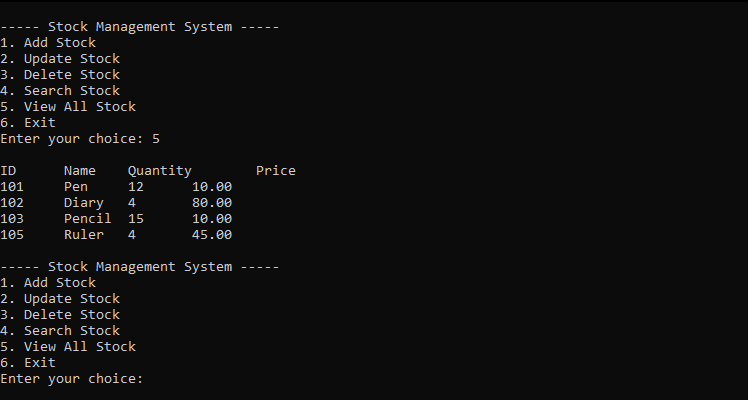 ----- Stock Management System -----
1. Add Stock
2. Update Stock
3. Delete Stock
4. Search Stock
5. View All Stock
6. Exit
Enter your choice: 5
ID      Name    Quantity        Price
101     Pen     12      10.00
102     Diary   4       80.00
103     Pencil  15      10.00
105     Ruler   4       45.00
----- Stock Management System -----
1. Add Stock
2. Update Stock
3. Delete Stock
4. Search Stock
5. View All Stock
6. Exit
Enter your choice: